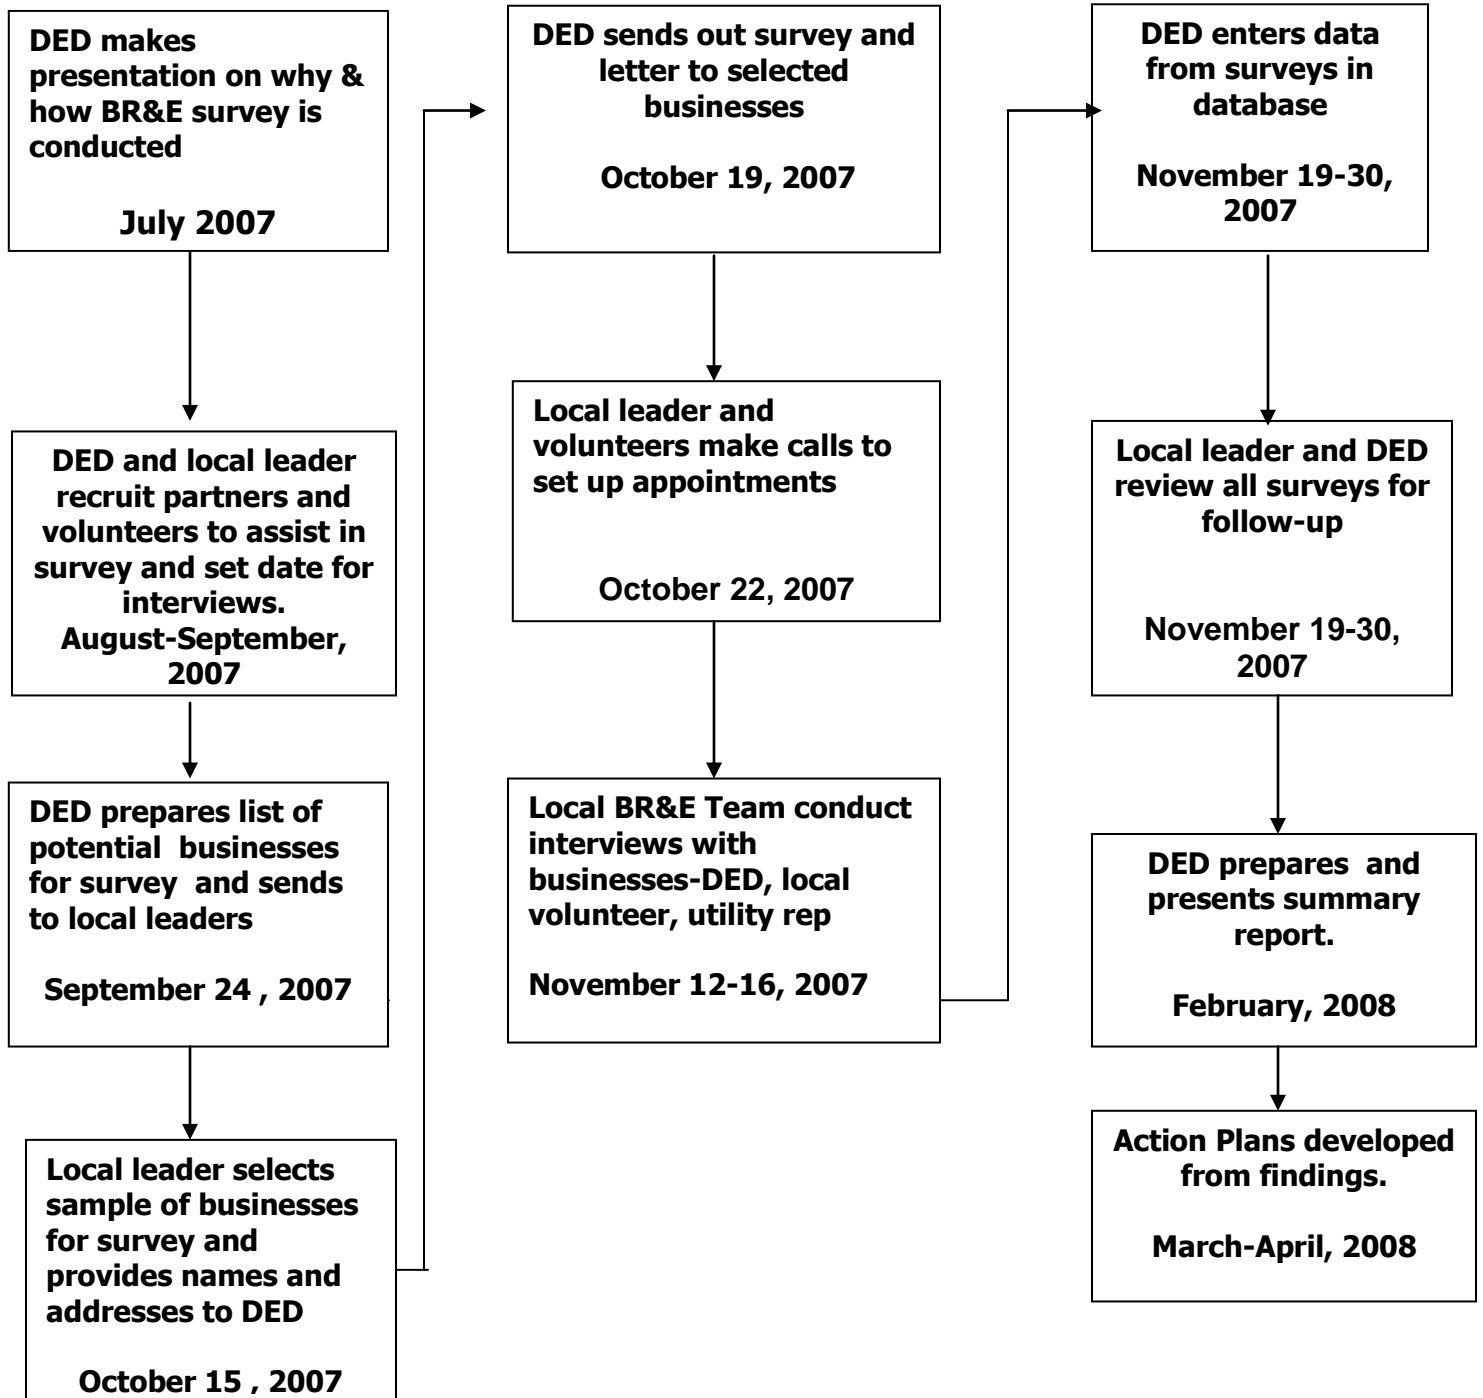 DED makes
presentation on why &
how BR&E survey is
conducted
July 2007
DED and local leader
recruit partners and
volunteers to assist in
survey and set date for
interviews.
August-September,
2007
DED prepares list of
potential businesses
for survey and sends
to local leaders
September 24 , 2007
Local leader selects
sample of businesses
for survey and
provides names and
addresses to DED
October 15 , 2007
DED sends out survey and
letter to selected
businesses
October 19, 2007
Local leader and
volunteers make calls to
set up appointments
October 22, 2007
Local BR&E Team conduct
interviews with
businesses-DED, local
volunteer, utility rep
November 12-16, 2007
DED enters data
from surveys in
database
November 19-30,
2007
Local leader and DED
review all surveys for
follow-up
November 19-30,
2007
DED prepares and
presents summary
report.
February, 2008
Action Plans developed
from findings.
March-April, 2008